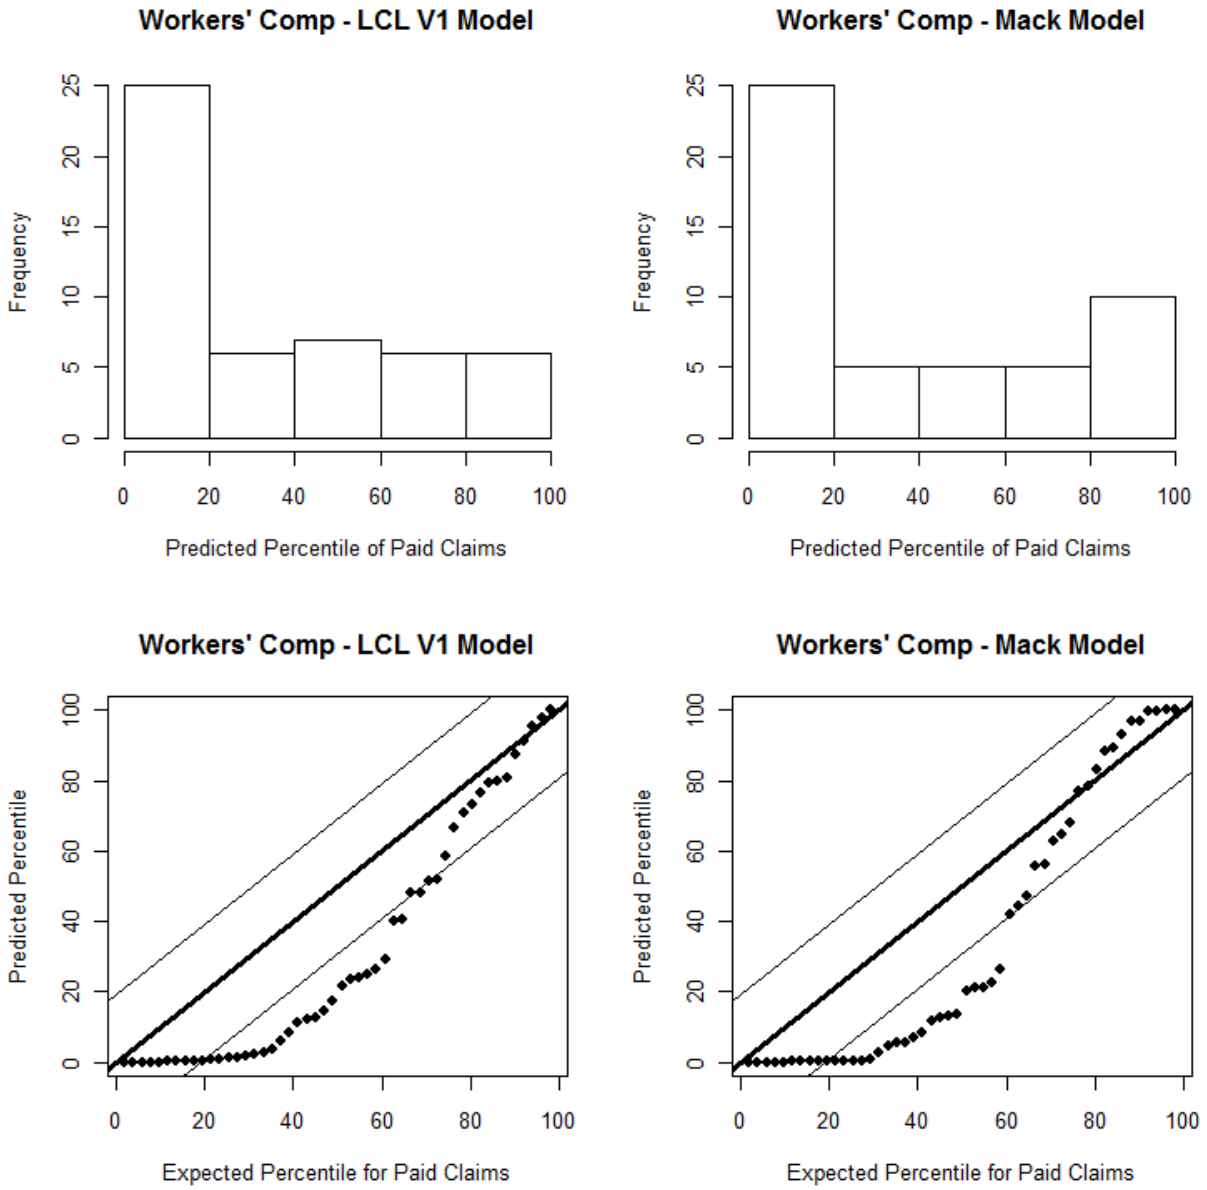 Workers' Comp - LCL V1 Model
25
20
15
10
5
0
Frequency
0 20 40 60 80 100
Predicted Percentile of Paid Claims
Workers' Comp - Mack Model
25
20
15
10
5
0
Frequency
0 20 40 60 80 100
Predicted Percentile of Paid Claims
Workers' Comp - LCL V1 Model
100
80
60
40
20
0
Predicted Percentile
0 20 40 60 80 100
Expected Percentile for Paid Claims
Workers' Comp - Mack Model
100
80
60
40
20
0
Predicted Percentile
0 20 40 60 80 100
Expected Percentile for Paid Claims